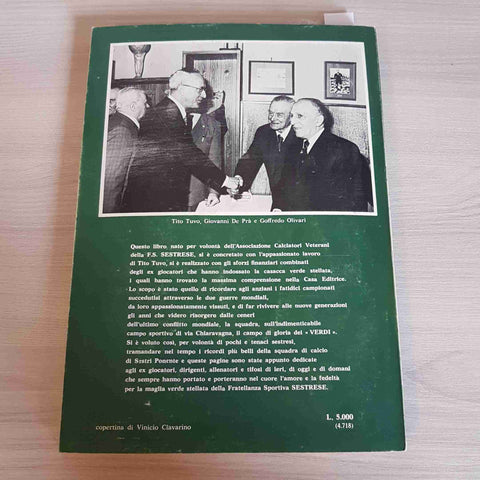 Tito Tuvo, Giovanni De Prà e Goffredo Olivari
Questo libro, nato per volontà dell'Associazione Calciatori Veterani
della F.S. SESTRESE, si è concretato con l'appassionato lavoro
di Tito Tuvo, si è realizzato con gli sforzi finanziari combinati
degli ex giocatori che hanno indossato la casacca verde stellata,
i quali hanno trovato la massima comprensione nella Casa Editrice.
Lo scopo è stato quello di ricordare agli anziani i fatidici campionati
succedutisi attraverso le due guerre mondiali,
da loro appassionatamente vissuti, e di far rivivere alle nuove generazioni
gli anni che videro risorgere dalle ceneri
dell'ultimo conflitto mondiale, la squadra, sull'indimenticabile
campo sportivo di via Chiaravagna, il campo di gloria dei « VERDI ».
Si è voluto così, per volontà di pochi e tenaci sestresi,
tramandare nel tempo i ricordi più belli della squadra di calcio
di Sestri Ponente e queste pagine sono state appunto dedicate
agli ex giocatori, dirigenti, allenatori e tifosi di ieri, di oggi e di domani
che sempre hanno portato e porteranno nel cuore l'amore e la fedeltà
per la maglia verde stellata della Fratellanza Sportiva SESTRESE.
L. 5.000
(4.718)
copertina di Vinicio Clavarino